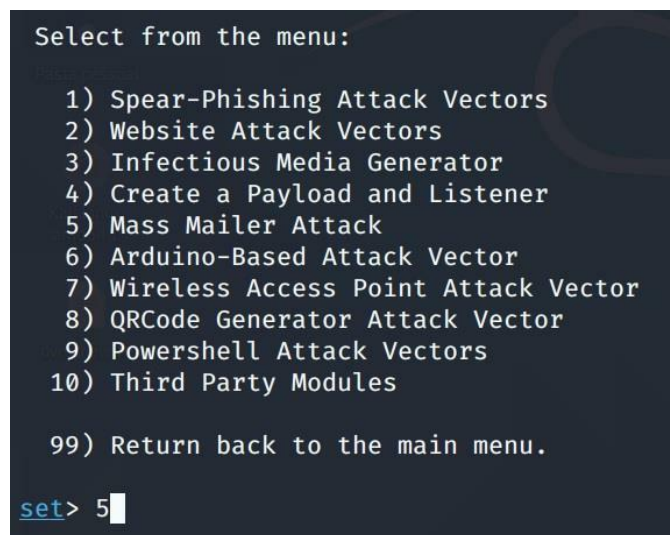 Select from the menu:
1) Spear-Phishing Attack Vectors
2) Website Attack Vectors
3) Infectious Media Generator
4) Create a Payload and Listener
5) Mass Mailer Attack
6) Arduino-Based Attack Vector
7) Wireless Access Point Attack Vector
8) QRCode Generator Attack Vector
9) Powershell Attack Vectors
10) Third Party Modules
99) Return back to the main menu.
set> 5